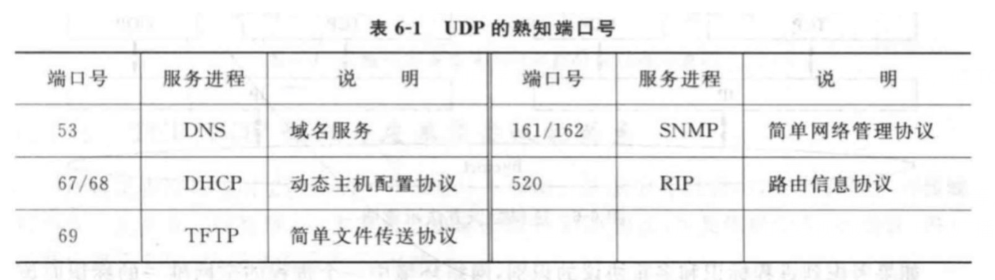 表 6-1 UDP 的熟知端口号
端口号 服务进程 说 明 端口号 服务进程 说 明
53 DNS 域名服务 161/162 SNMP 简单网络管理协议
67/68 DHCP 动态主机配置协议 520 RIP 路由信息协议
69 TFTP 简单文件传送协议